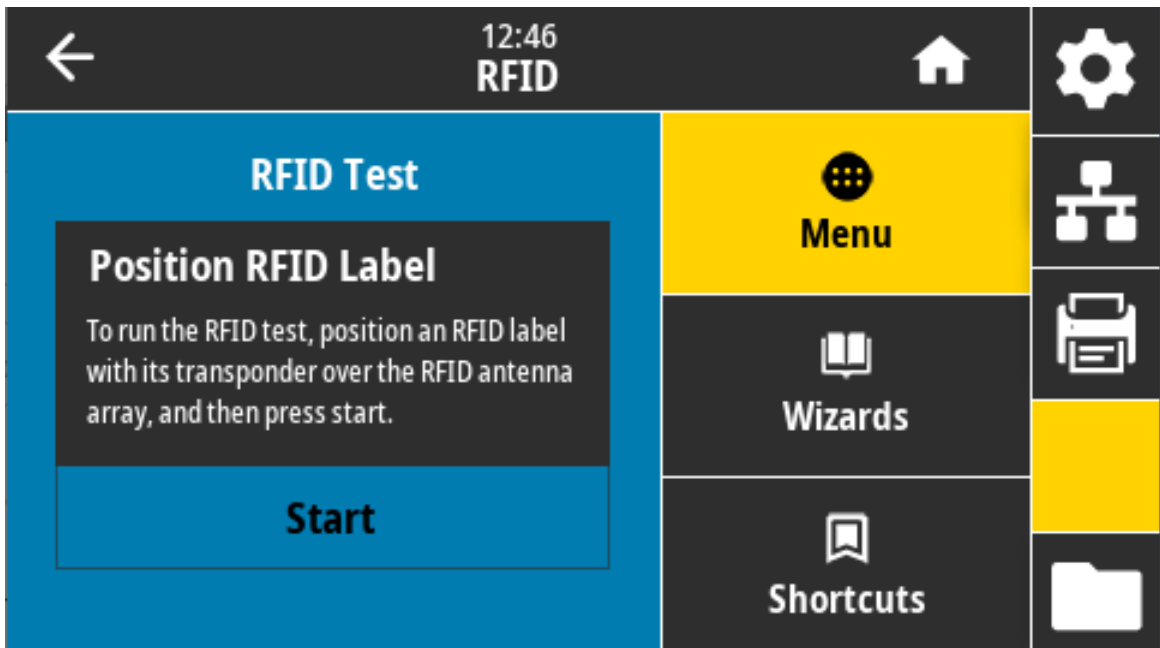 12:46
RFID
RFID Test
Position RFID Label
To run the RFID test, position an RFID label
with its transponder over the RFID antenna
array, and then press start.
Start
Menu
Wizards
Shortcuts